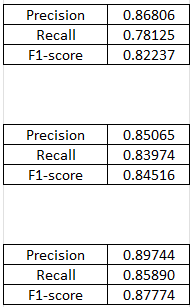 Precision 0.86806
Recall 0.78125
F1-score 0.82237
Precision 0.85065
Recall 0.83974
F1-score 0.84516
Precision 0.89744
Recall 0.85890
F1-score 0.87774